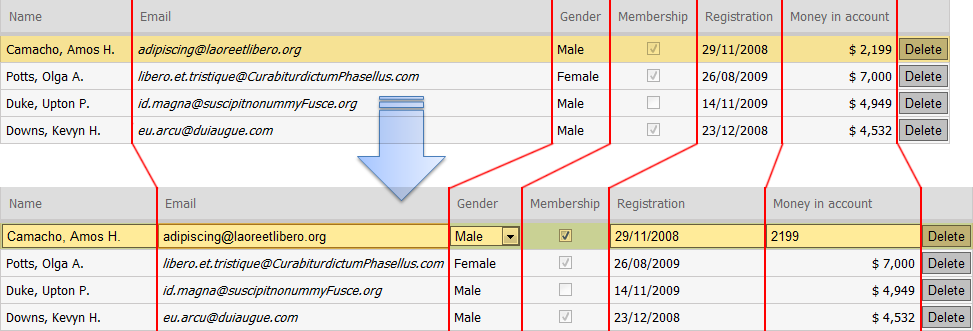 Name Email Gender Membership Registration Money in account
Camacho, Amos H. adipiscing@laoreetlibero.org Male 29/11/2008 $ 2,199 Delete
Potts, Olga A. libero.et.tristique@CurabiturdictumPhasellus.com Female 26/08/2009 $ 7,000 Delete
Duke, Upton P. id.magna@suscipitnonummyFusce.org Male 14/11/2009 $ 4,949 Delete
Downs, Kevyn H. eu.arcu@duiaugue.com Male 23/12/2008 $ 4,532 Delete
Name Email Gender Membership Registration Money in account
Camacho, Amos H. adipiscing@laoreetlibero.org Male 29/11/2008 2199 Delete
Potts, Olga A. libero.et.tristique@CurabiturdictumPhasellus.com Female 26/08/2009 $ 7,000 Delete
Duke, Upton P. id.magna@suscipitnonummyFusce.org Male 14/11/2009 $ 4,949 Delete
Downs, Kevyn H. eu.arcu@duiaugue.com Male 23/12/2008 $ 4,532 Delete